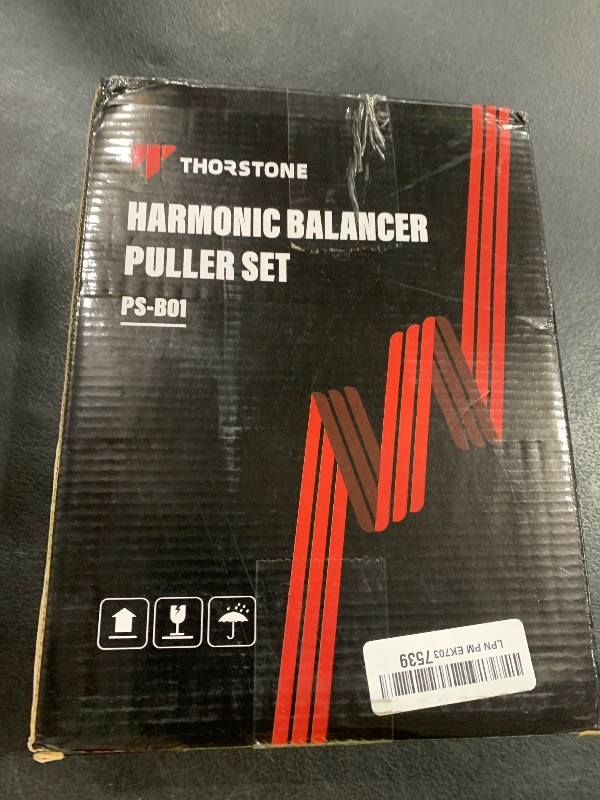 THORSTONE
HARMONIC BALANCER
PULLER SET
PS-B01
LPN PM EK703 7539